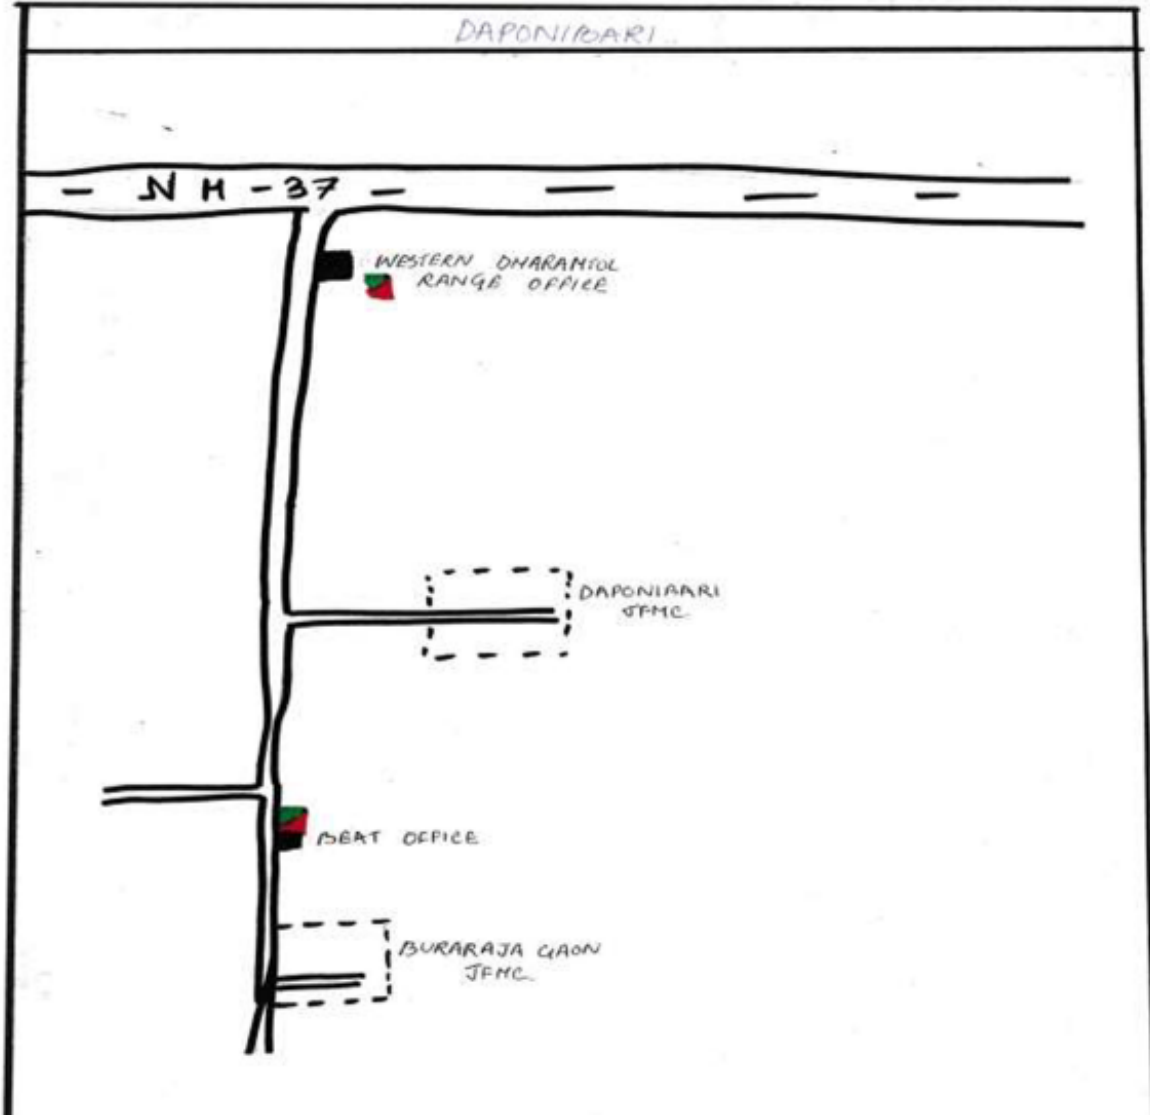 DAPONIBARI
NH-37
WESTERN DHARAMTOL
RANGE OFFICE
DAPONIBARI
JFMC
BEAT OFFICE
BURARAJA GAON
JFMC